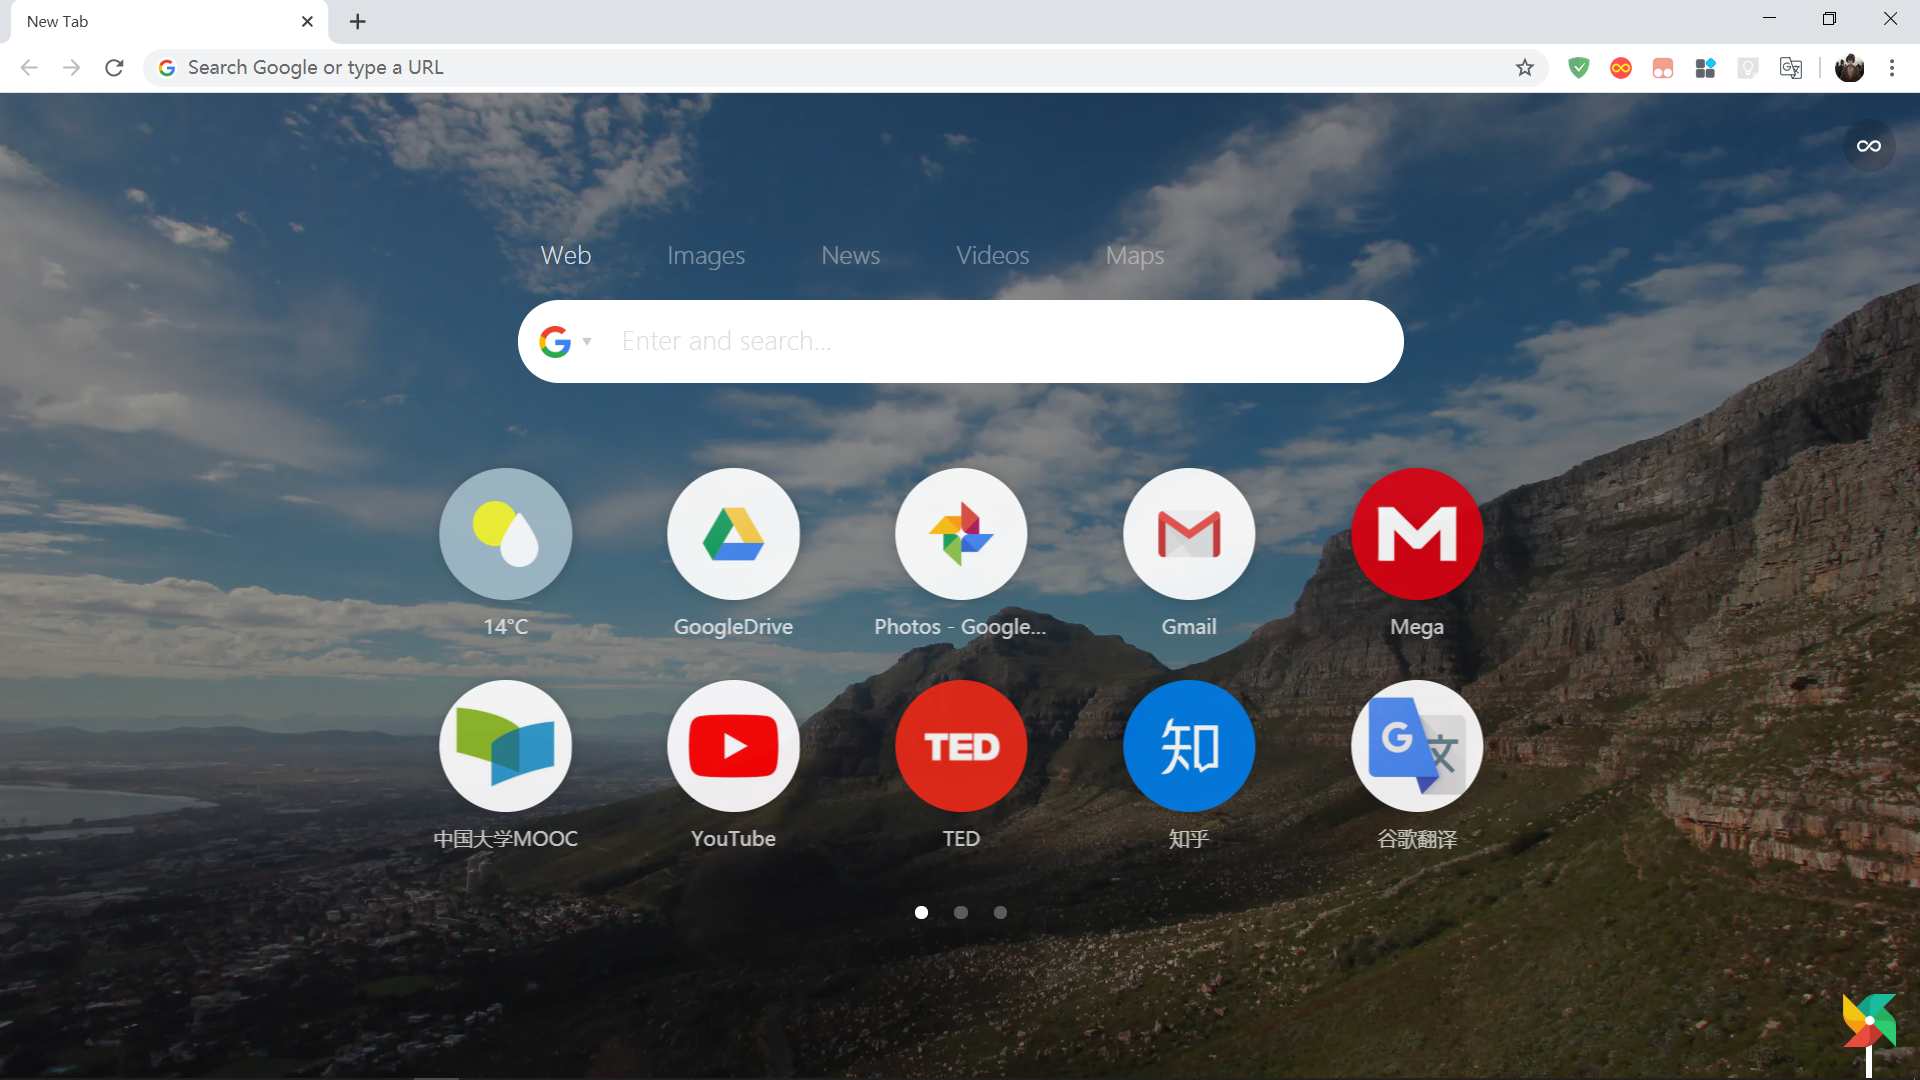 New Tab
Search Google or type a URL
Web Images News Videos Maps
Enter and search...
14°C GoogleDrive Photos - Google... Gmail Mega
TED 知 G 文
中国大学MOOC YouTube TED 知乎 谷歌翻译